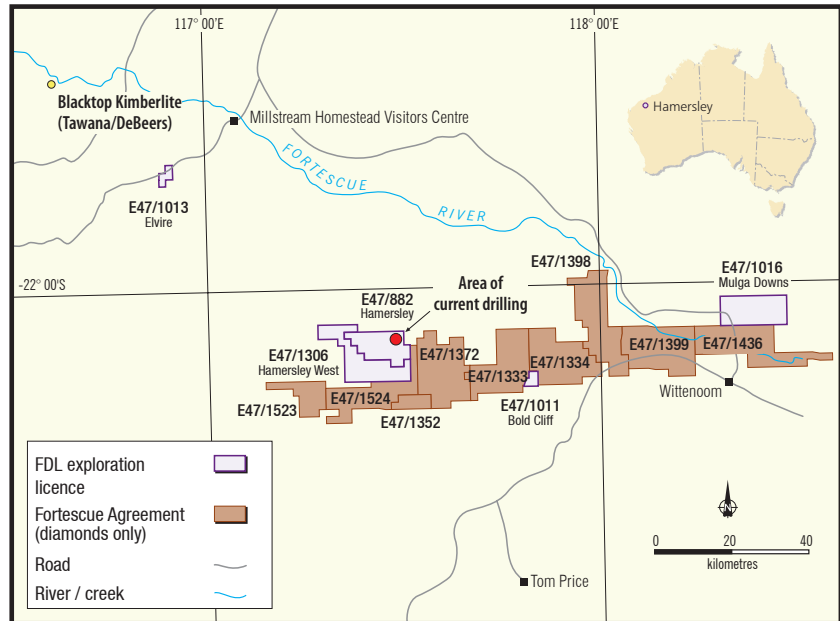 117° 00'E
118° 00'E
Blacktop Kimberlite
(Tawana/DeBeers)
Millstream Homestead Visitors Centre
Hamersley
FORTESCUE
RIVER
E47/1013
Elvire
-22° 00'S
E47/1398
E47/1016
Mulga Downs
Area of
current drilling
E47/882
Hamersley
E47/1306
Hamersley West
E47/1372
E47/1334
E47/1399
E47/1436
E47/1333
Wittenoom
E47/1524
E47/1523
E47/1352
E47/1011
Bold Cliff
FDL exploration
licence
Fortescue Agreement
(diamonds only)
Road
River / creek
N
0
20
40
kilometres
Tom Price